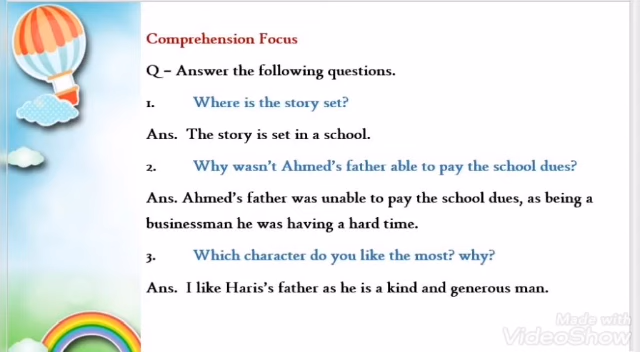 Comprehension Focus
Q – Answer the following questions.
1. Where is the story set?
Ans. The story is set in a school.
2. Why wasn't Ahmed's father able to pay the school dues?
Ans. Ahmed's father was unable to pay the school dues, as being a
businessman he was having a hard time.
3. Which character do you like the most? why?
Ans. I like Haris's father as he is a kind and generous man.
Made with
VideoShow